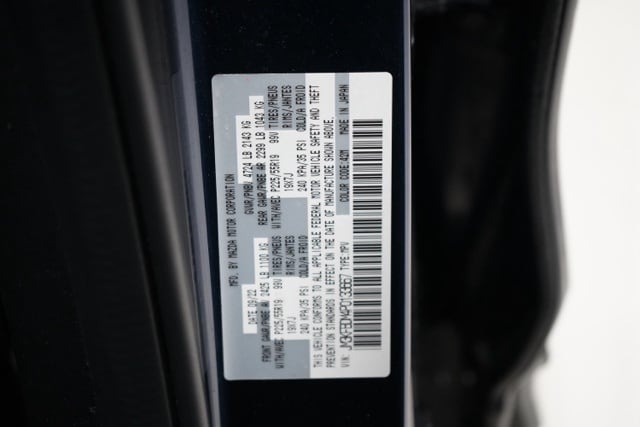 MFD. BY MAZDA MOTOR CORPORATION
DATE 09/22 GVWR/PNBV 4724 LB 2143 KG
FRONT GAWR/PNBE AV 2425 LB 1100 KG REAR GAWR/PNBE AR 2299 LB 1043 KG
WITH/AVEC P225/55R19 99V TIRES/PNEUS WITH/AVEC P225/55R19 99V TIRES/PNEUS
19X7J RIMS/JANTES 19X7J RIMS/JANTES
240 KPA/35 PSI COLD/A FROID 240 KPA/35 PSI COLD/A FROID
THIS VEHICLE CONFORMS TO ALL APPLICABLE FEDERAL MOTOR VEHICLE SAFETY AND THEFT
PREVENTION STANDARDS IN EFFECT ON THE DATE OF MANUFACTURE SHOWN ABOVE.
VIN: TYPE:MPV COLOR CODE:42M MADE IN JAPAN